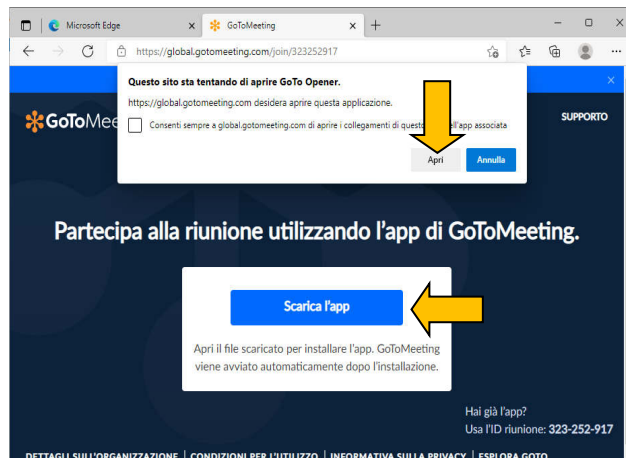 Microsoft Edge
GoToMeeting
https://global.gotomeeting.com/join/323252917
Questo sito sta tentando di aprire GoTo Opener.
https://global.gotomeeting.com desidera aprire questa applicazione.
Consenti sempre a global.gotomeeting.com di aprire i collegamenti di questo app associata
Apri Annulla
GoToMee
SUPPORTO
Partecipa alla riunione utilizzando l'app di GoToMeeting.
Scarica l'app
Apri il file scaricato per installare l'app. GoToMeeting
viene avviato automaticamente dopo l'installazione.
Hai già l'app?
Usa l'ID riunione: 323-252-917
DETTAGLI SULL'ORGANIZZAZIONE | CONDIZIONI PER L'UTILIZZO | INFORMATIVA SULLA PRIVACY | ESPLORA GOTO